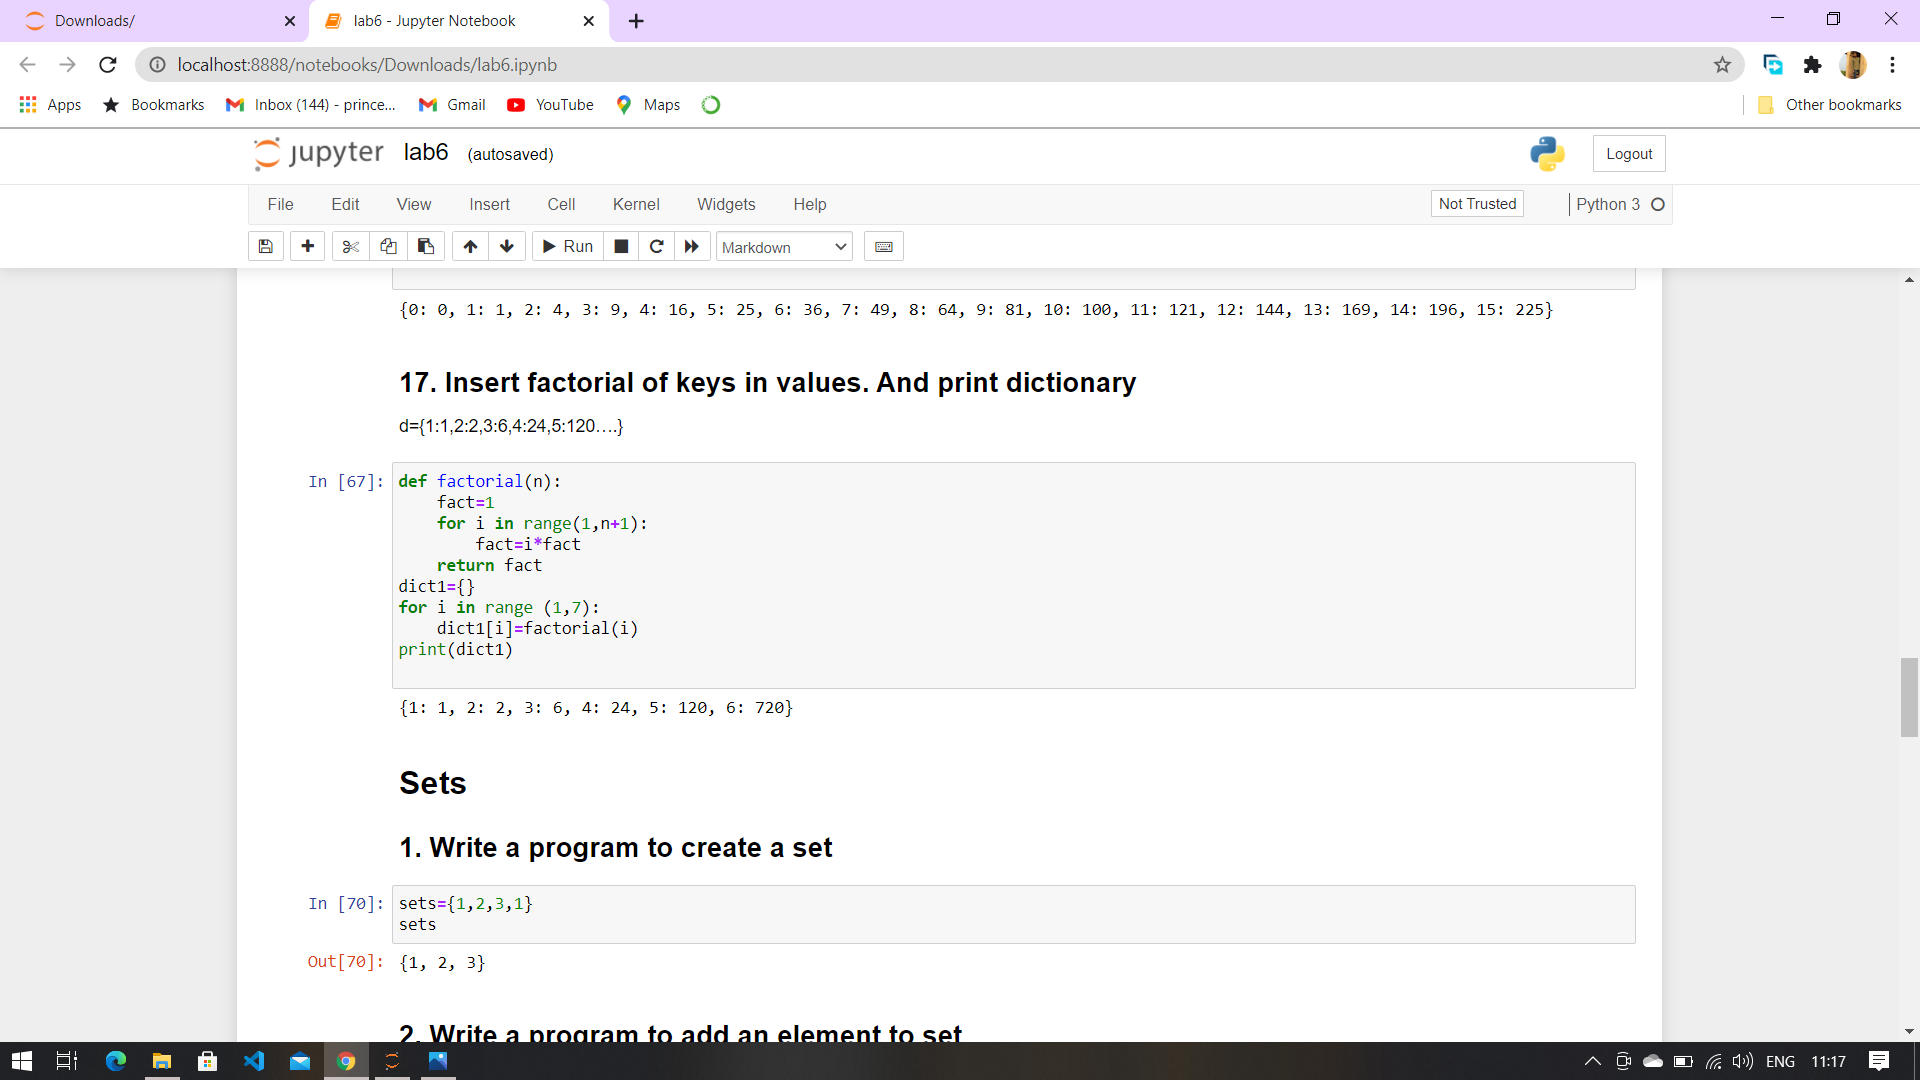 Downloads/
lab6 - Jupyter Notebook
localhost:8888/notebooks/Downloads/lab6.ipynb
Apps Bookmarks Inbox (144) - prince... Gmail YouTube Maps Other bookmarks
jupyter lab6 (autosaved) Logout
File Edit View Insert Cell Kernel Widgets Help Not Trusted Python 3
Run Markdown
{0: 0, 1: 1, 2: 4, 3: 9, 4: 16, 5: 25, 6: 36, 7: 49, 8: 64, 9: 81, 10: 100, 11: 121, 12: 144, 13: 169, 14: 196, 15: 225}
17. Insert factorial of keys in values. And print dictionary
d={1:1,2:2,3:6,4:24,5:120….}
In [67]: def factorial(n):
    fact=1
    for i in range(1,n+1):
        fact=i*fact
    return fact
dict1={}
for i in range (1,7):
    dict1[i]=factorial(i)
print(dict1)
{1: 1, 2: 2, 3: 6, 4: 24, 5: 120, 6: 720}
Sets
1. Write a program to create a set
In [70]: sets={1,2,3,1}
sets
Out[70]: {1, 2, 3}
2. Write a program to add an element to set
ENG 11:17